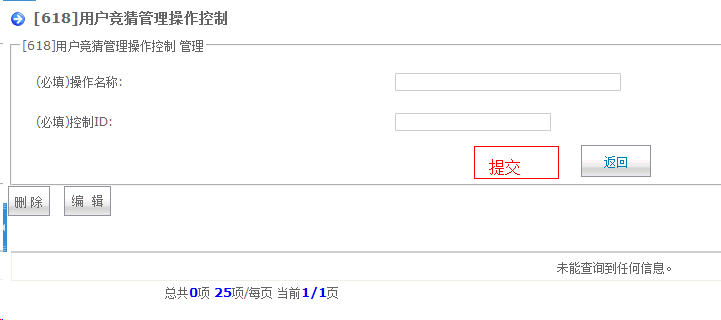 [618]用户竞猜管理操作控制
[618]用户竞猜管理操作控制 管理
(必填)操作名称:
(必填)控制ID:
提交 返回
删 除 编 辑
未能查询到任何信息。
总共0项 25项/每页 当前1/1页